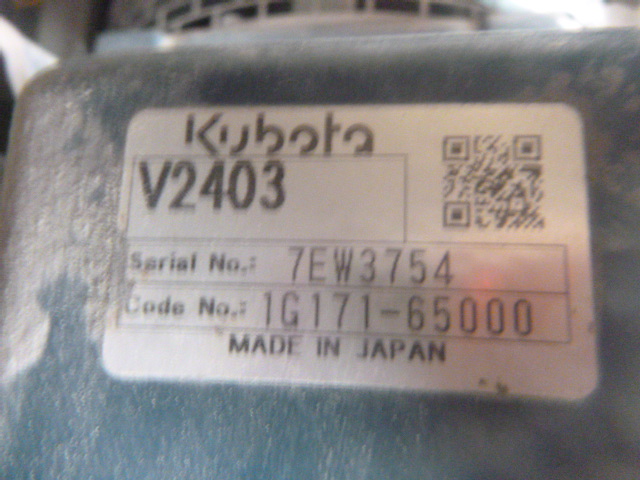 Kubota
V2403
Serial No.: 7EW3754
Code No.: 1G171-65000
MADE IN JAPAN